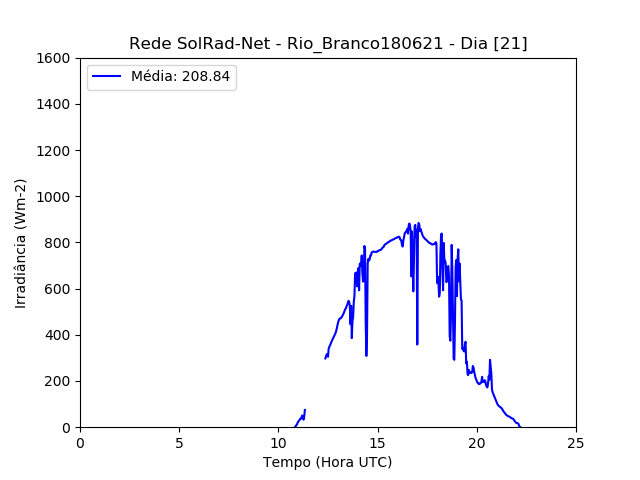 Rede SolRad-Net - Rio_Branco180621 - Dia [21]
Média: 208.84
1600
1400
1200
1000
800
600
400
200
0
Irradiância (Wm-2)
0 5 10 15 20 25
Tempo (Hora UTC)